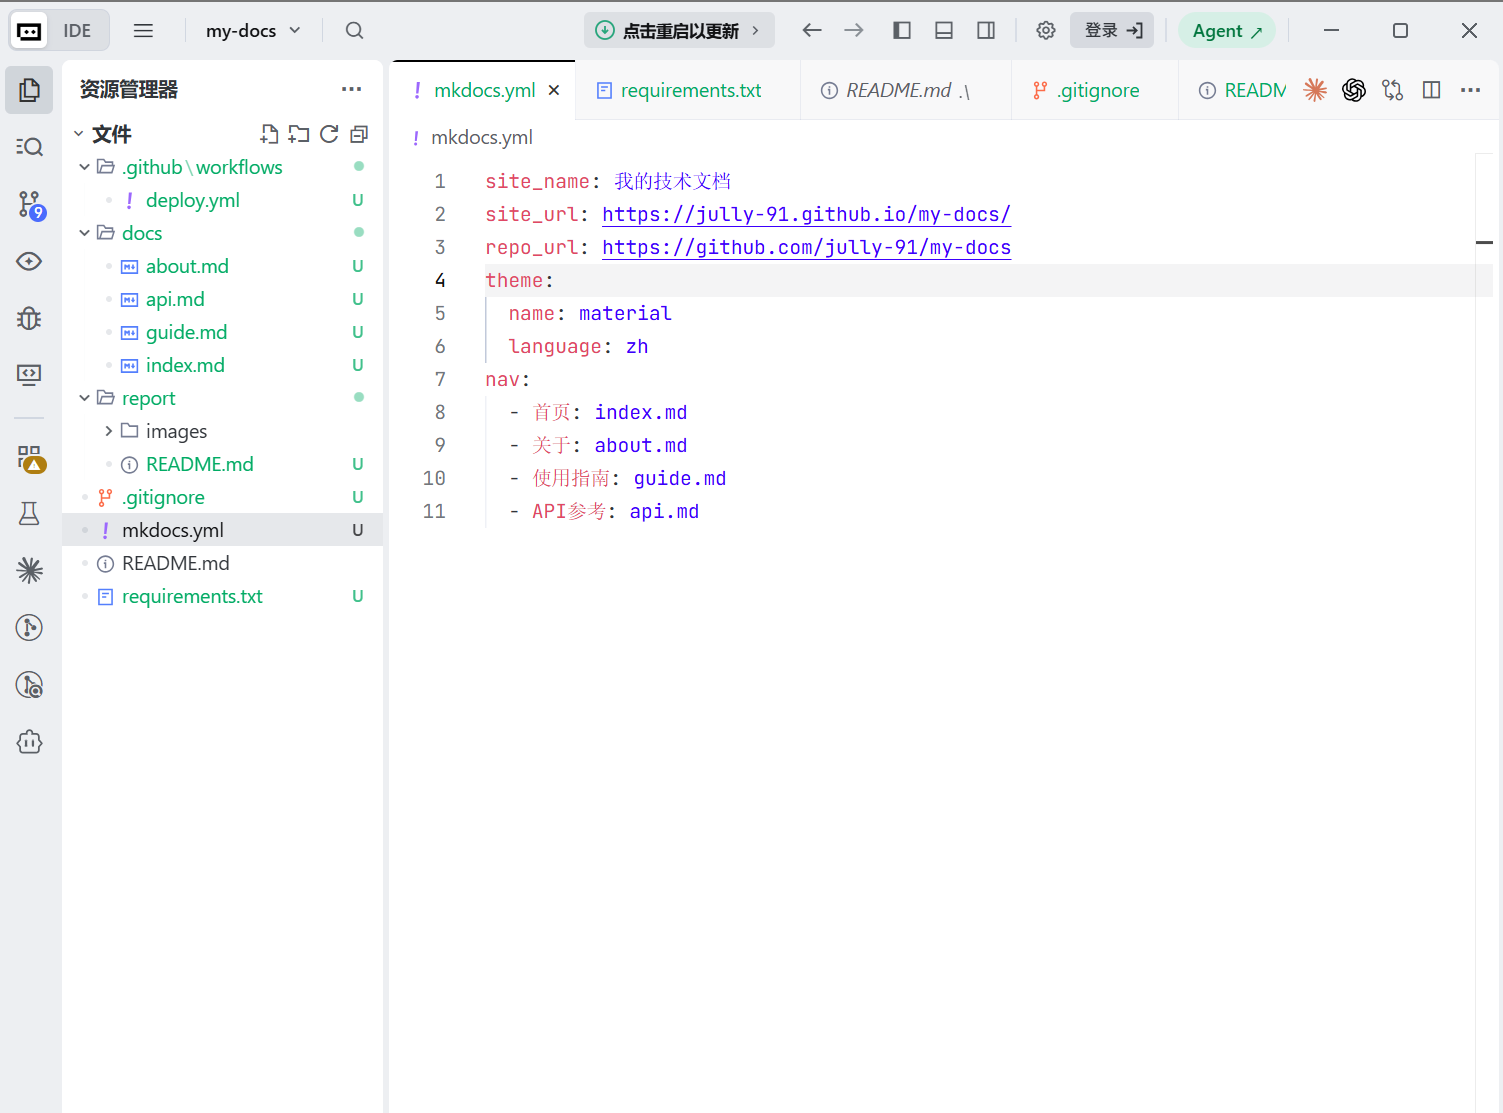 IDE
my-docs
点击重启以更新
登录
Agent ↗
资源管理器
mkdocs.yml
requirements.txt
README.md .\
.gitignore
READM
文件
mkdocs.yml
.github\workflows
deploy.yml U
docs
about.md U
api.md U
guide.md U
index.md U
report
images
README.md U
.gitignore U
mkdocs.yml U
README.md
requirements.txt U
9
1 site_name: 我的技术文档
2 site_url: https://jully-91.github.io/my-docs/
3 repo_url: https://github.com/jully-91/my-docs
4 theme:
5 name: material
6 language: zh
7 nav:
8 - 首页: index.md
9 - 关于: about.md
10 - 使用指南: guide.md
11 - API参考: api.md